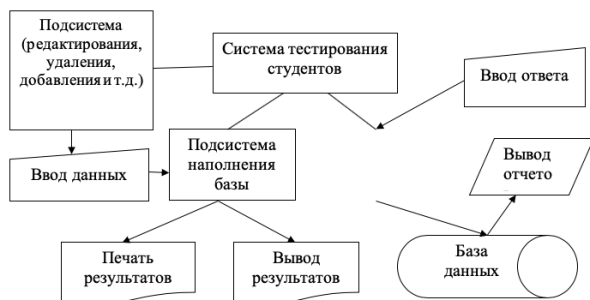 Подсистема
(редактирования,
удаления,
добавления и т.д.)
Система тестирования
студентов
Ввод ответа
Ввод данных
Подсистема
наполнения
базы
Вывод
отчето
Печать
результатов
Вывод
результатов
База
данных